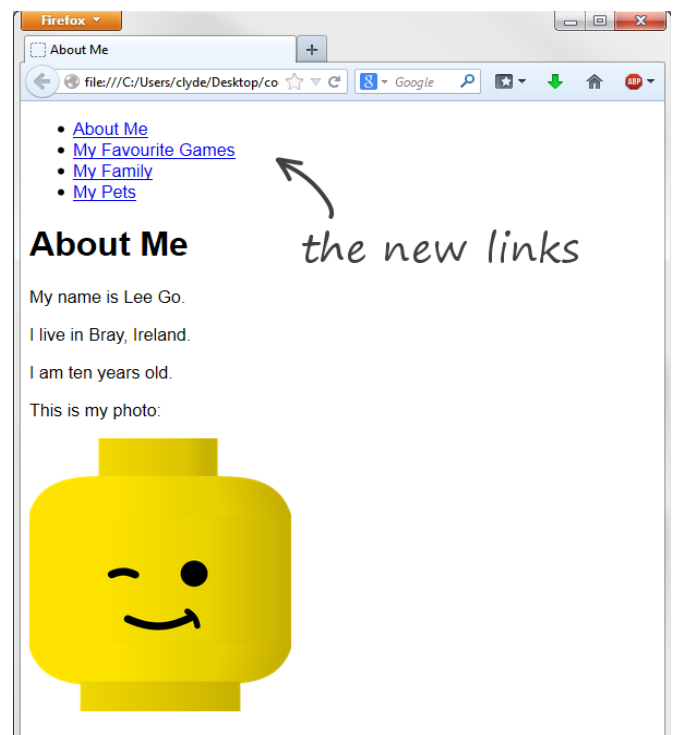 Firefox
About Me
file:///C:/Users/clyde/Desktop/co
8 Google
ABP
About Me
My Favourite Games
My Family
My Pets
the new links
About Me
My name is Lee Go.
I live in Bray, Ireland.
I am ten years old.
This is my photo: